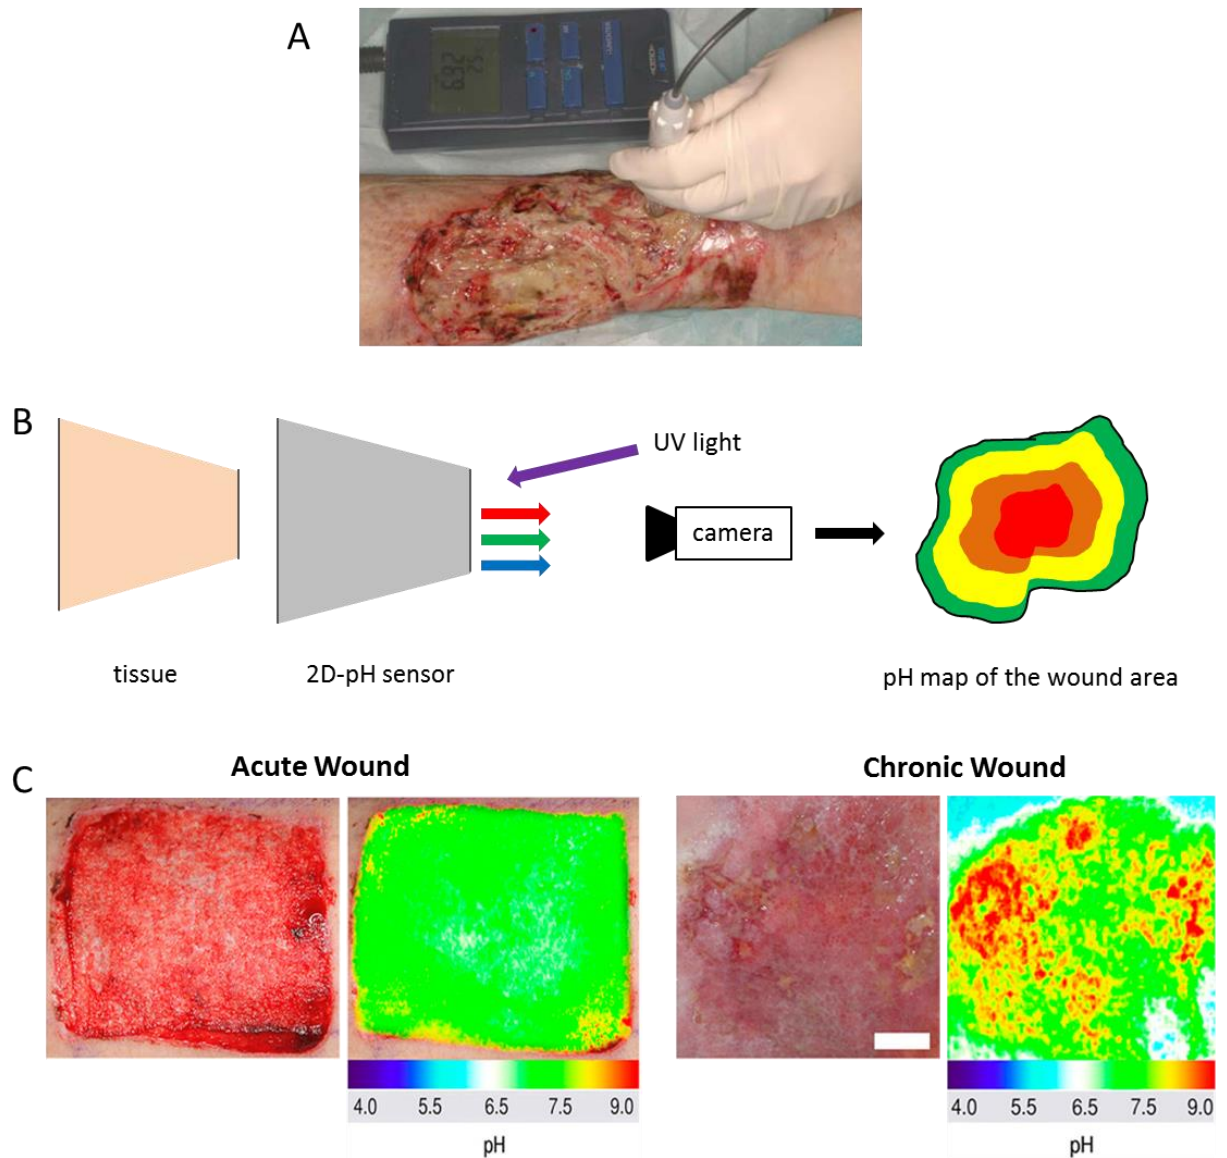 A
B
UV light
camera
tissue
2D-pH sensor
pH map of the wound area
C
Acute Wound
Chronic Wound
4.0 5.5 6.5 7.5 9.0
pH
4.0 5.5 6.5 7.5 9.0
pH